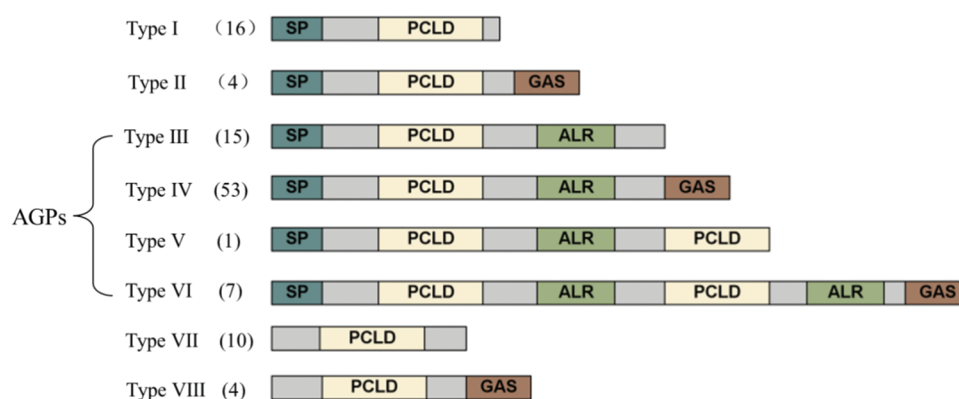 Type I （16） SP PCLD
Type II （4） SP PCLD GAS
Type III (15) SP PCLD ALR
Type IV (53) SP PCLD ALR GAS
AGPs
Type V (1) SP PCLD ALR PCLD
Type VI (7) SP PCLD ALR PCLD ALR GAS
Type VII (10) PCLD
Type VIII (4) PCLD GAS